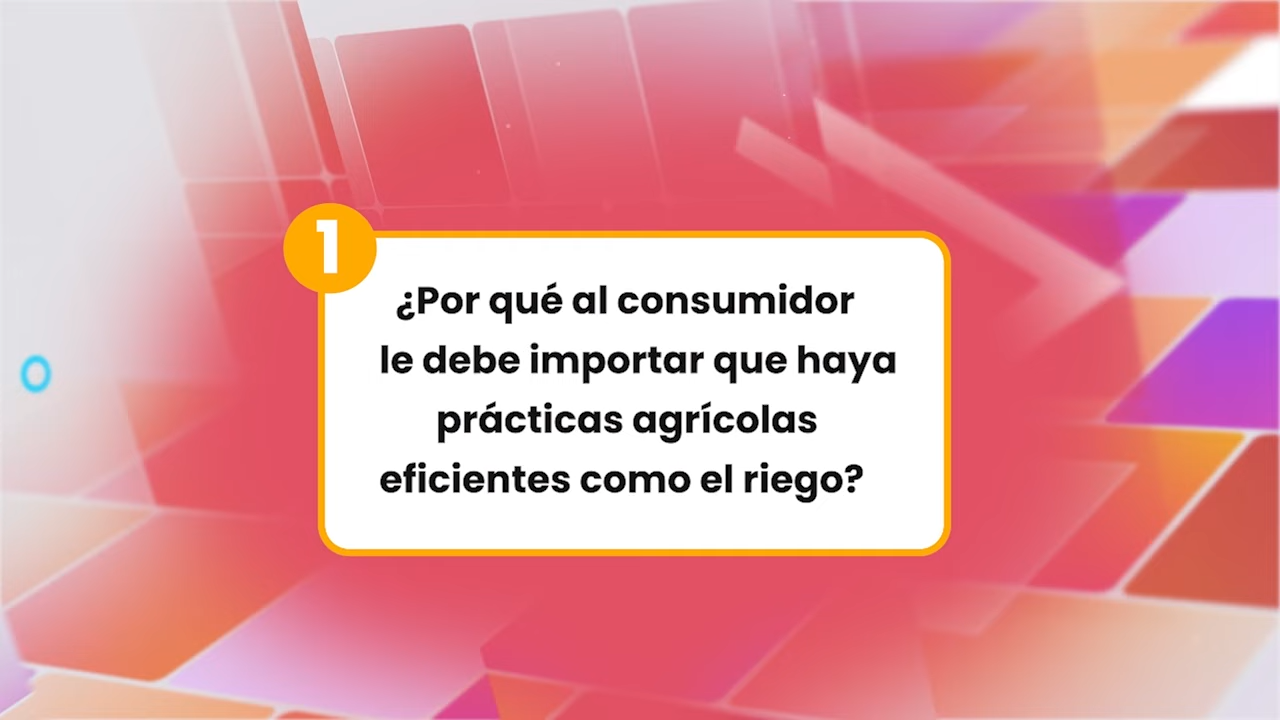 1
¿Por qué al consumidor
le debe importar que haya
prácticas agrícolas
eficientes como el riego?